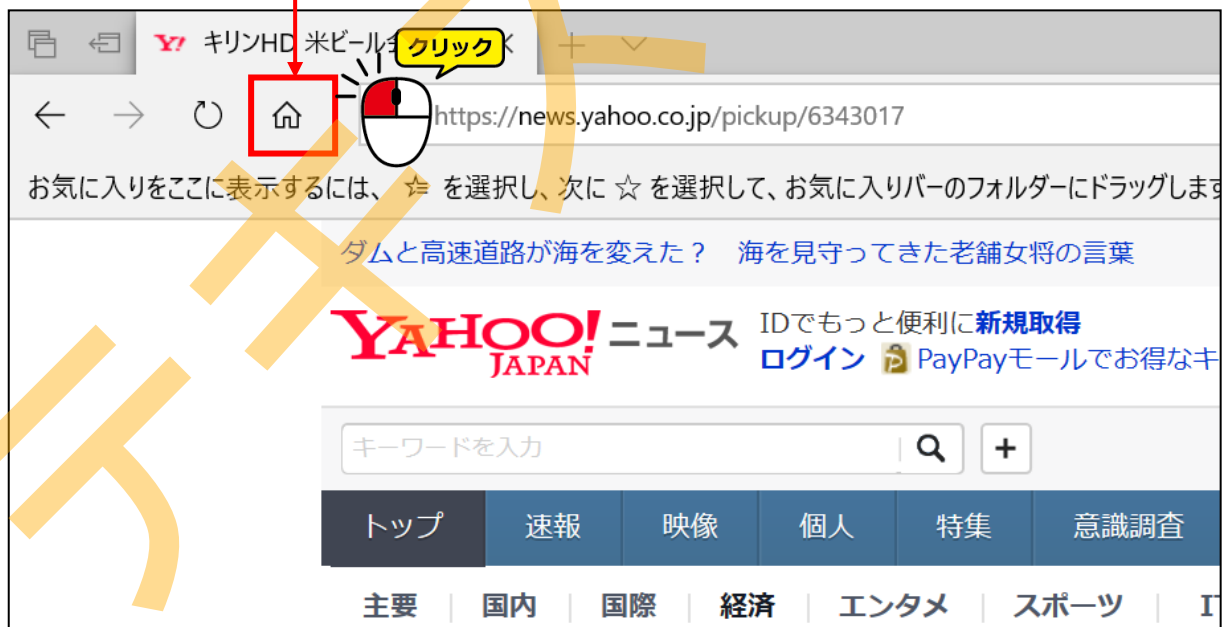 キリンHD 米ビール会
クリック
https://news.yahoo.co.jp/pickup/6343017
お気に入りをここに表示するには、 を選択し、次に ☆ を選択して、お気に入りバーのフォルダーにドラッグします
ダムと高速道路が海を変えた？ 海を見守ってきた老舗女将の言葉
YAHOO! ニュース
JAPAN
IDでもっと便利に新規取得
ログイン PayPayモールでお得なキ
キーワードを入力
トップ 速報 映像 個人 特集 意識調査
主要 国内 国際 経済 エンタメ スポーツ IT